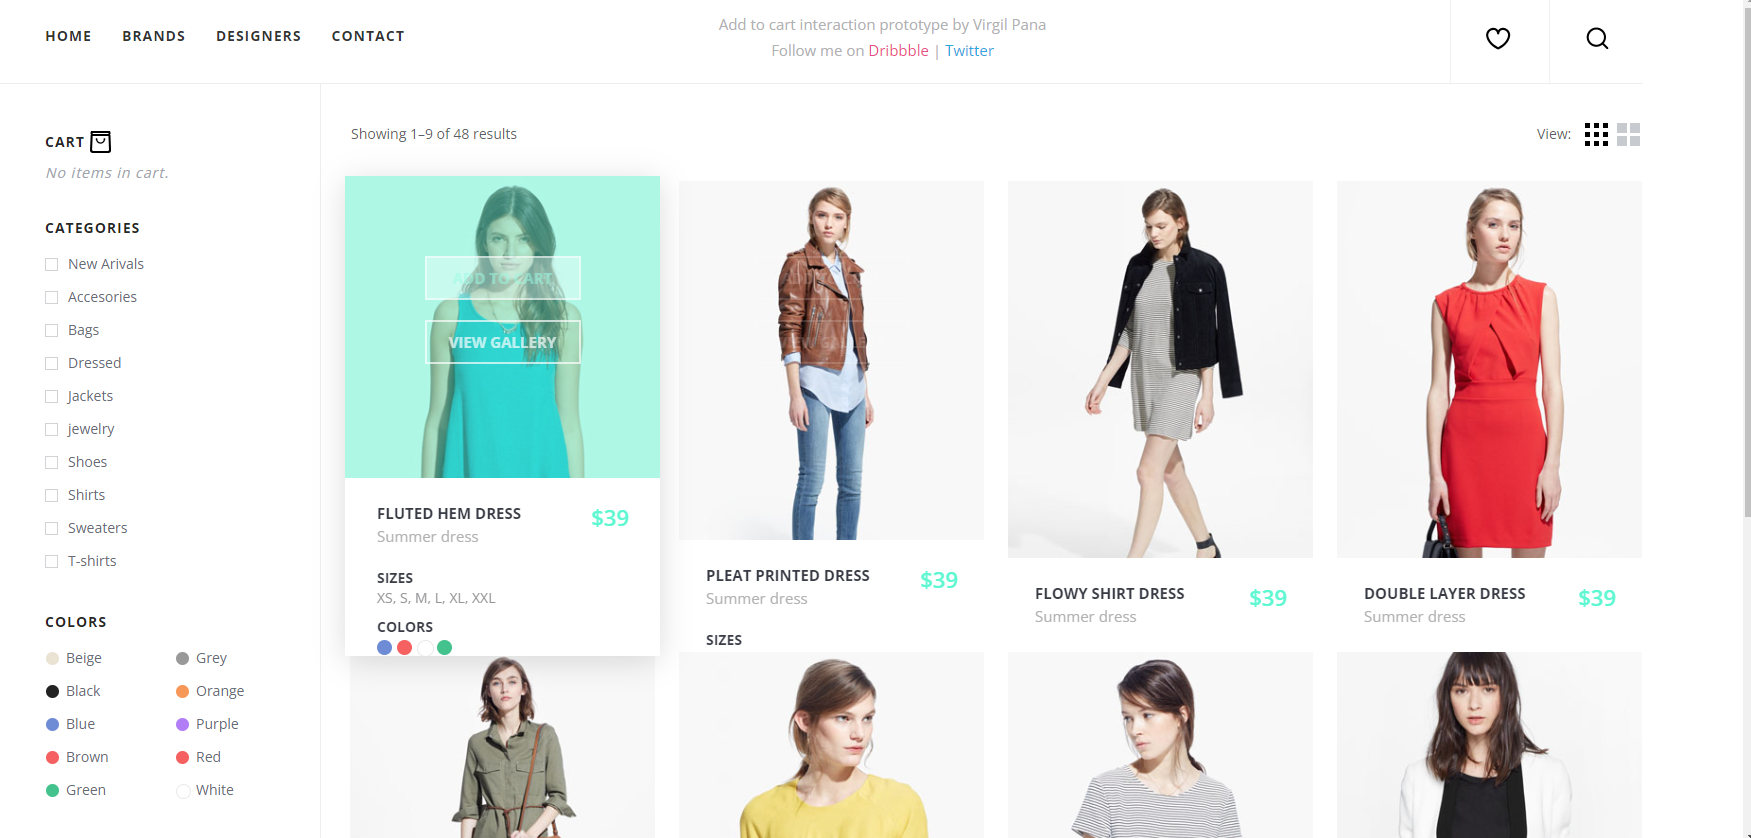 HOME BRANDS DESIGNERS CONTACT
Add to cart interaction prototype by Virgil Pana
Follow me on Dribbble | Twitter
CART
No items in cart.
CATEGORIES
New Arivals
Accesories
Bags
Dressed
Jackets
jewelry
Shoes
Shirts
Sweaters
T-shirts
COLORS
Beige Grey
Black Orange
Blue Purple
Brown Red
Green White
Showing 1–9 of 48 results
View:
ADD TO CART
VIEW GALLERY
FLUTED HEM DRESS $39
Summer dress
SIZES
XS, S, M, L, XL, XXL
COLORS
VIEW GALLE
PLEAT PRINTED DRESS $39
Summer dress
SIZES
FLOWY SHIRT DRESS $39
Summer dress
DOUBLE LAYER DRESS $39
Summer dress